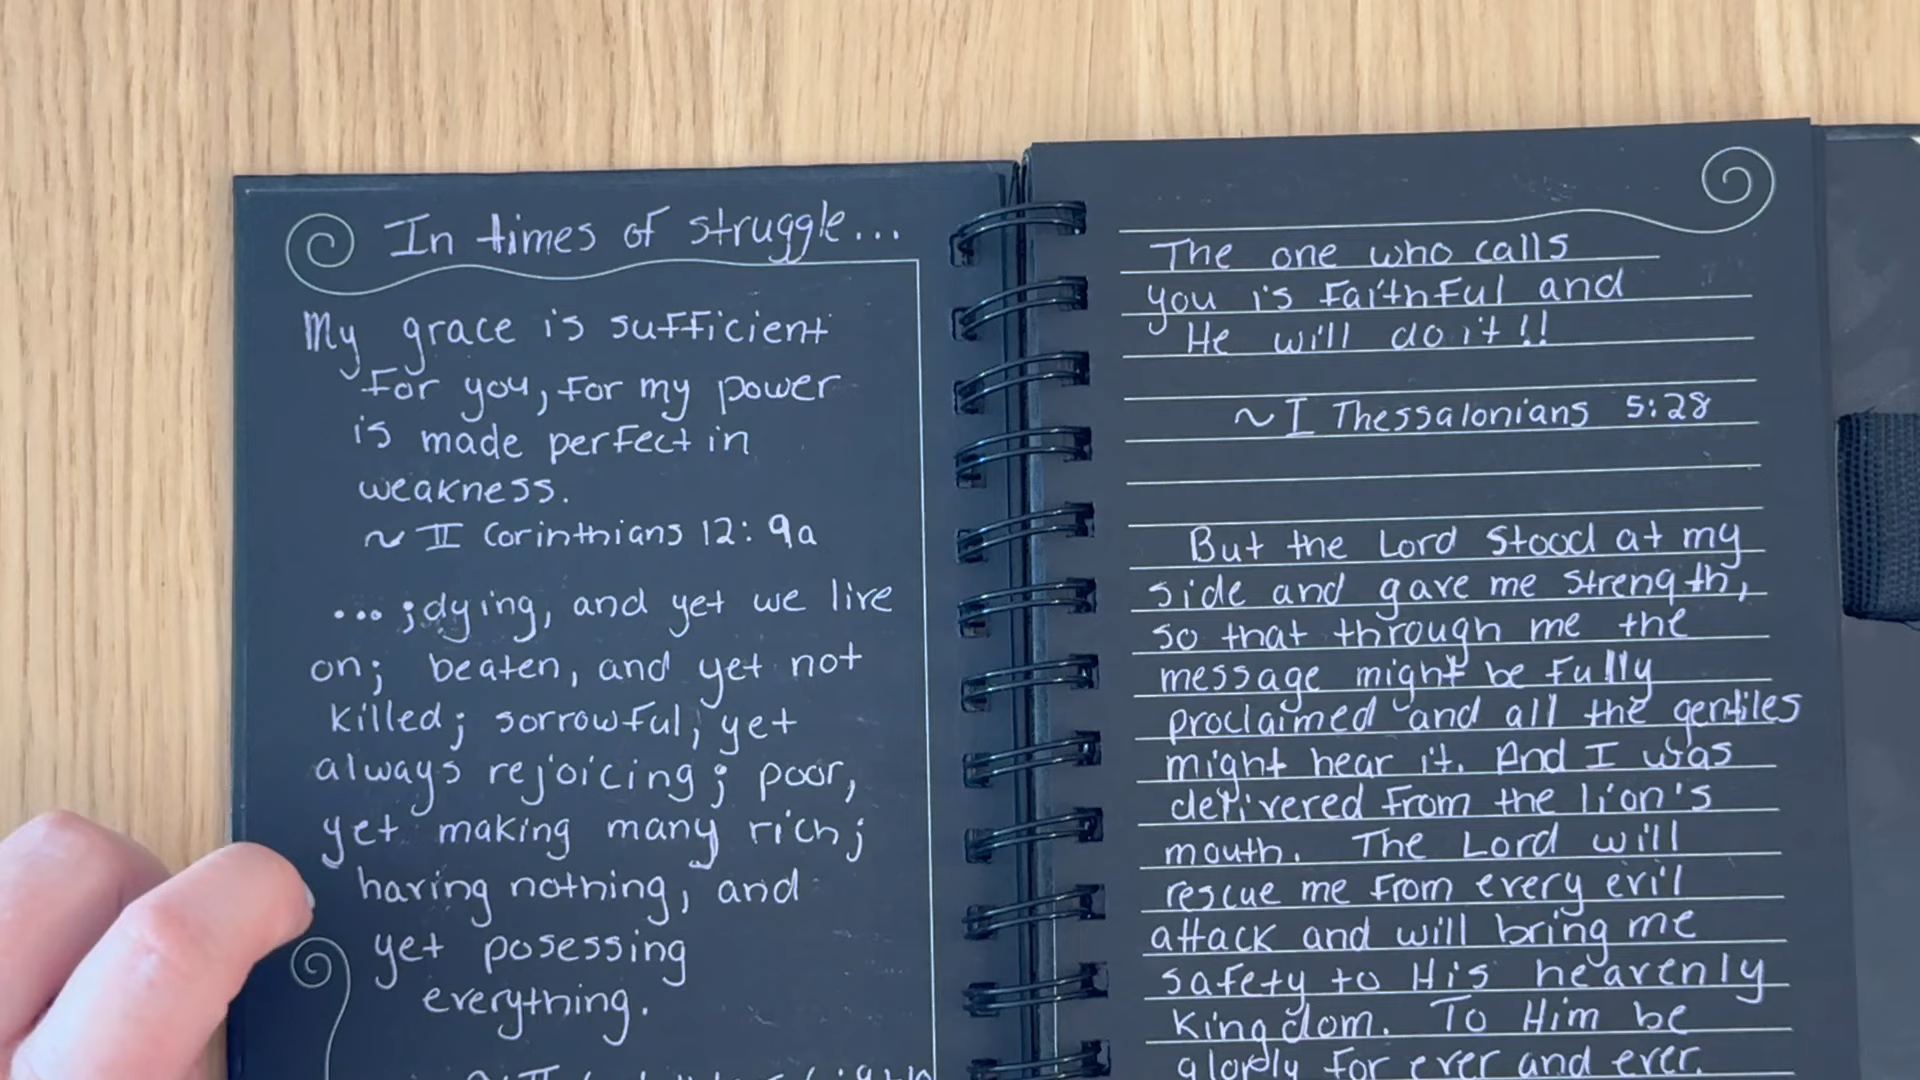 In times of struggle...
My grace is sufficient
for you, for my power
is made perfect in
weakness.
~ II Corinthians 12: 9a
... ;dying, and yet we live
on; beaten, and yet not
killed; sorrowful, yet
always rejoicing; poor,
yet making many rich;
having nothing, and
yet posessing
everything.
The one who calls
you is faithful and
He will do it!!
~ I Thessalonians 5:28
But the Lord stood at my
side and gave me strength,
so that through me the
message might be fully
proclaimed and all the gentiles
might hear it. And I was
delivered from the lion's
mouth. The Lord will
rescue me from every evil
attack and will bring me
safety to His heavenly
kingdom. To Him be
for ever and ever.